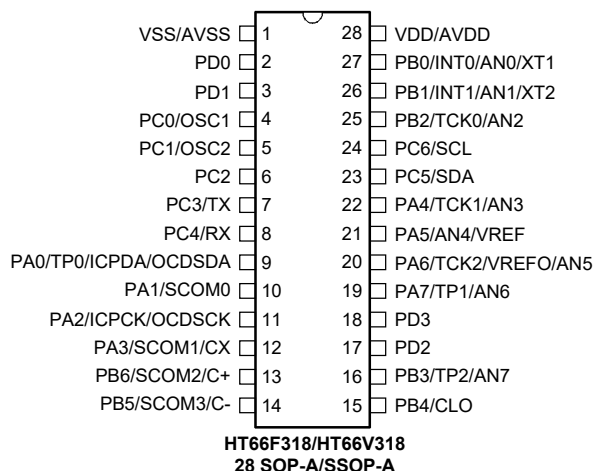 VSS/AVSS 1 28 VDD/AVDD
PD0 2 27 PB0/INT0/AN0/XT1
PD1 3 26 PB1/INT1/AN1/XT2
PC0/OSC1 4 25 PB2/TCK0/AN2
PC1/OSC2 5 24 PC6/SCL
PC2 6 23 PC5/SDA
PC3/TX 7 22 PA4/TCK1/AN3
PC4/RX 8 21 PA5/AN4/VREF
PA0/TP0/ICPDA/OCDSDA 9 20 PA6/TCK2/VREFO/AN5
PA1/SCOM0 10 19 PA7/TP1/AN6
PA2/ICPCK/OCDSCK 11 18 PD3
PA3/SCOM1/CX 12 17 PD2
PB6/SCOM2/C+ 13 16 PB3/TP2/AN7
PB5/SCOM3/C- 14 15 PB4/CLO
HT66F318/HT66V318
28 SOP-A/SSOP-A